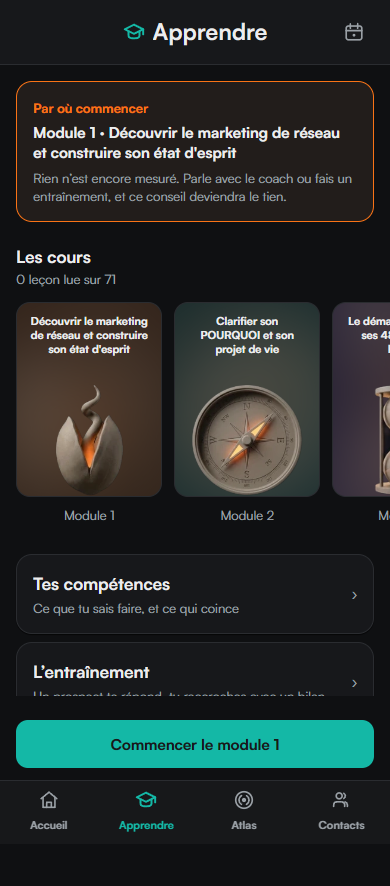 Apprendre
Par où commencer
Module 1 · Découvrir le marketing de réseau
et construire son état d'esprit
Rien n'est encore mesuré. Parle avec le coach ou fais un
entraînement, et ce conseil deviendra le tien.
Les cours
0 leçon lue sur 71
Découvrir le marketing
de réseau et construire
son état d'esprit
Clarifier son
POURQUOI et son
projet de vie
Module 1
Module 2
Tes compétences
Ce que tu sais faire, et ce qui coince
L'entraînement
Commencer le module 1
Accueil
Apprendre
Atlas
Contacts